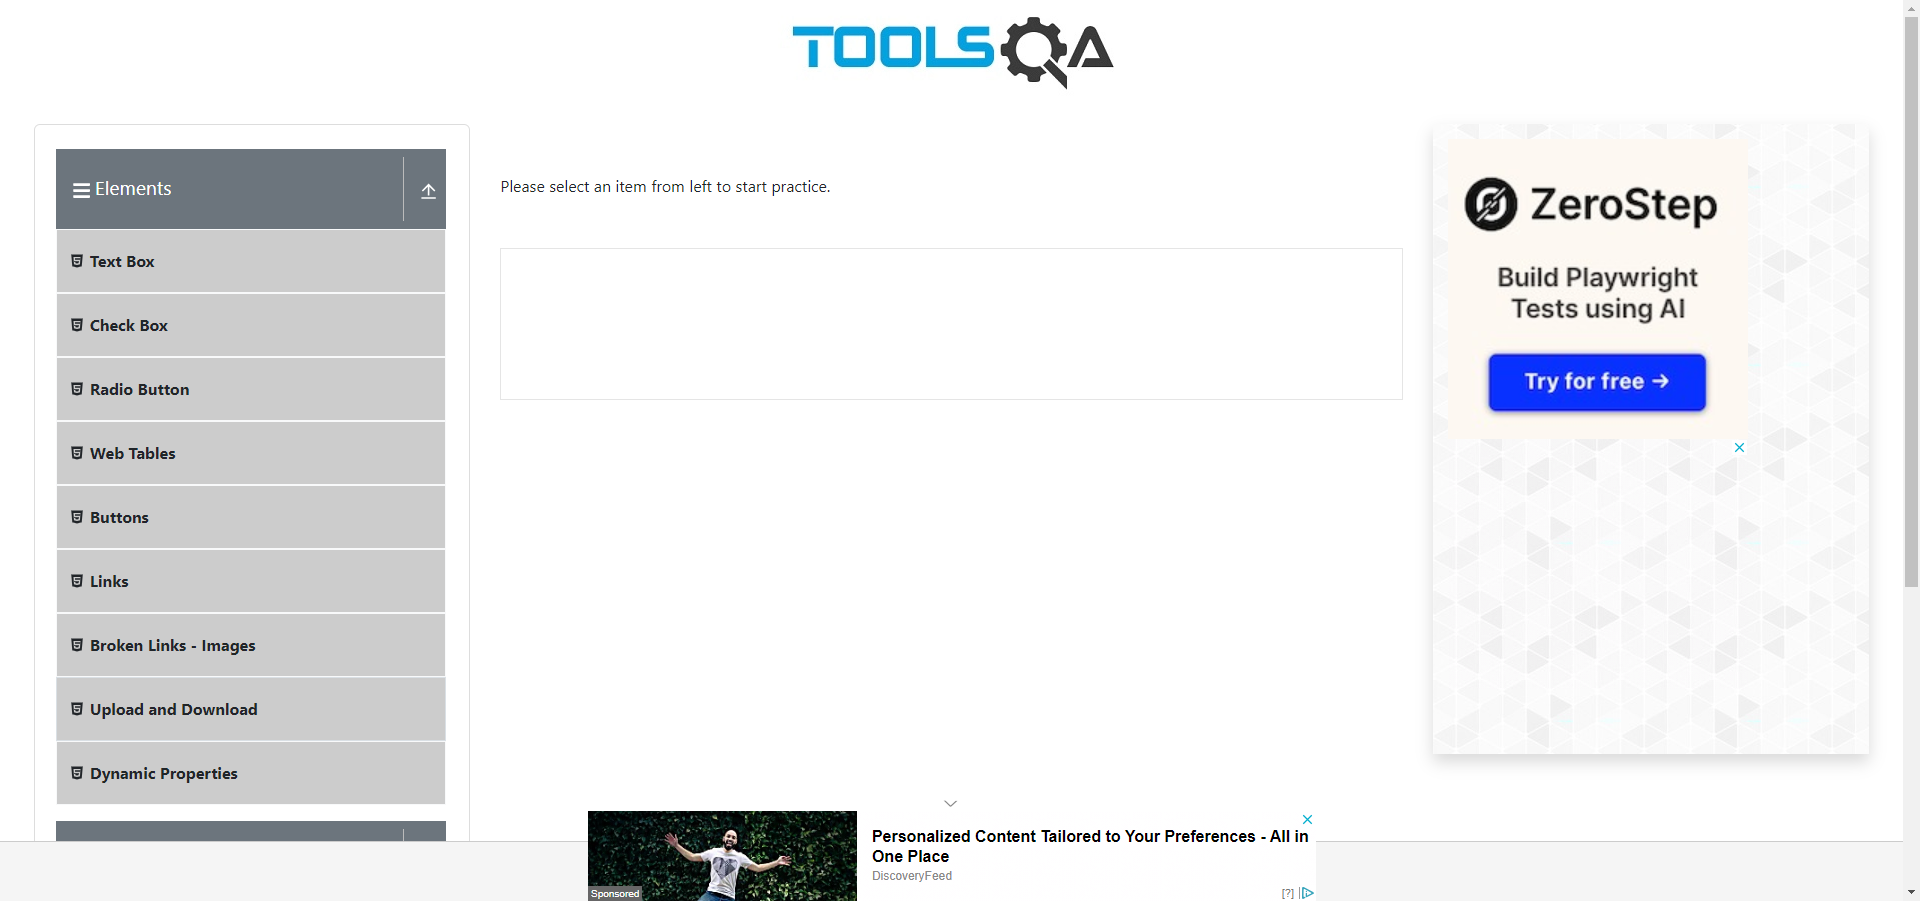 TOOLSQA
Elements
Text Box
Check Box
Radio Button
Web Tables
Buttons
Links
Broken Links - Images
Upload and Download
Dynamic Properties
Please select an item from left to start practice.
ZeroStep
Build Playwright
Tests using AI
Try for free →
Sponsored
Personalized Content Tailored to Your Preferences - All in
One Place
DiscoveryFeed
[?]